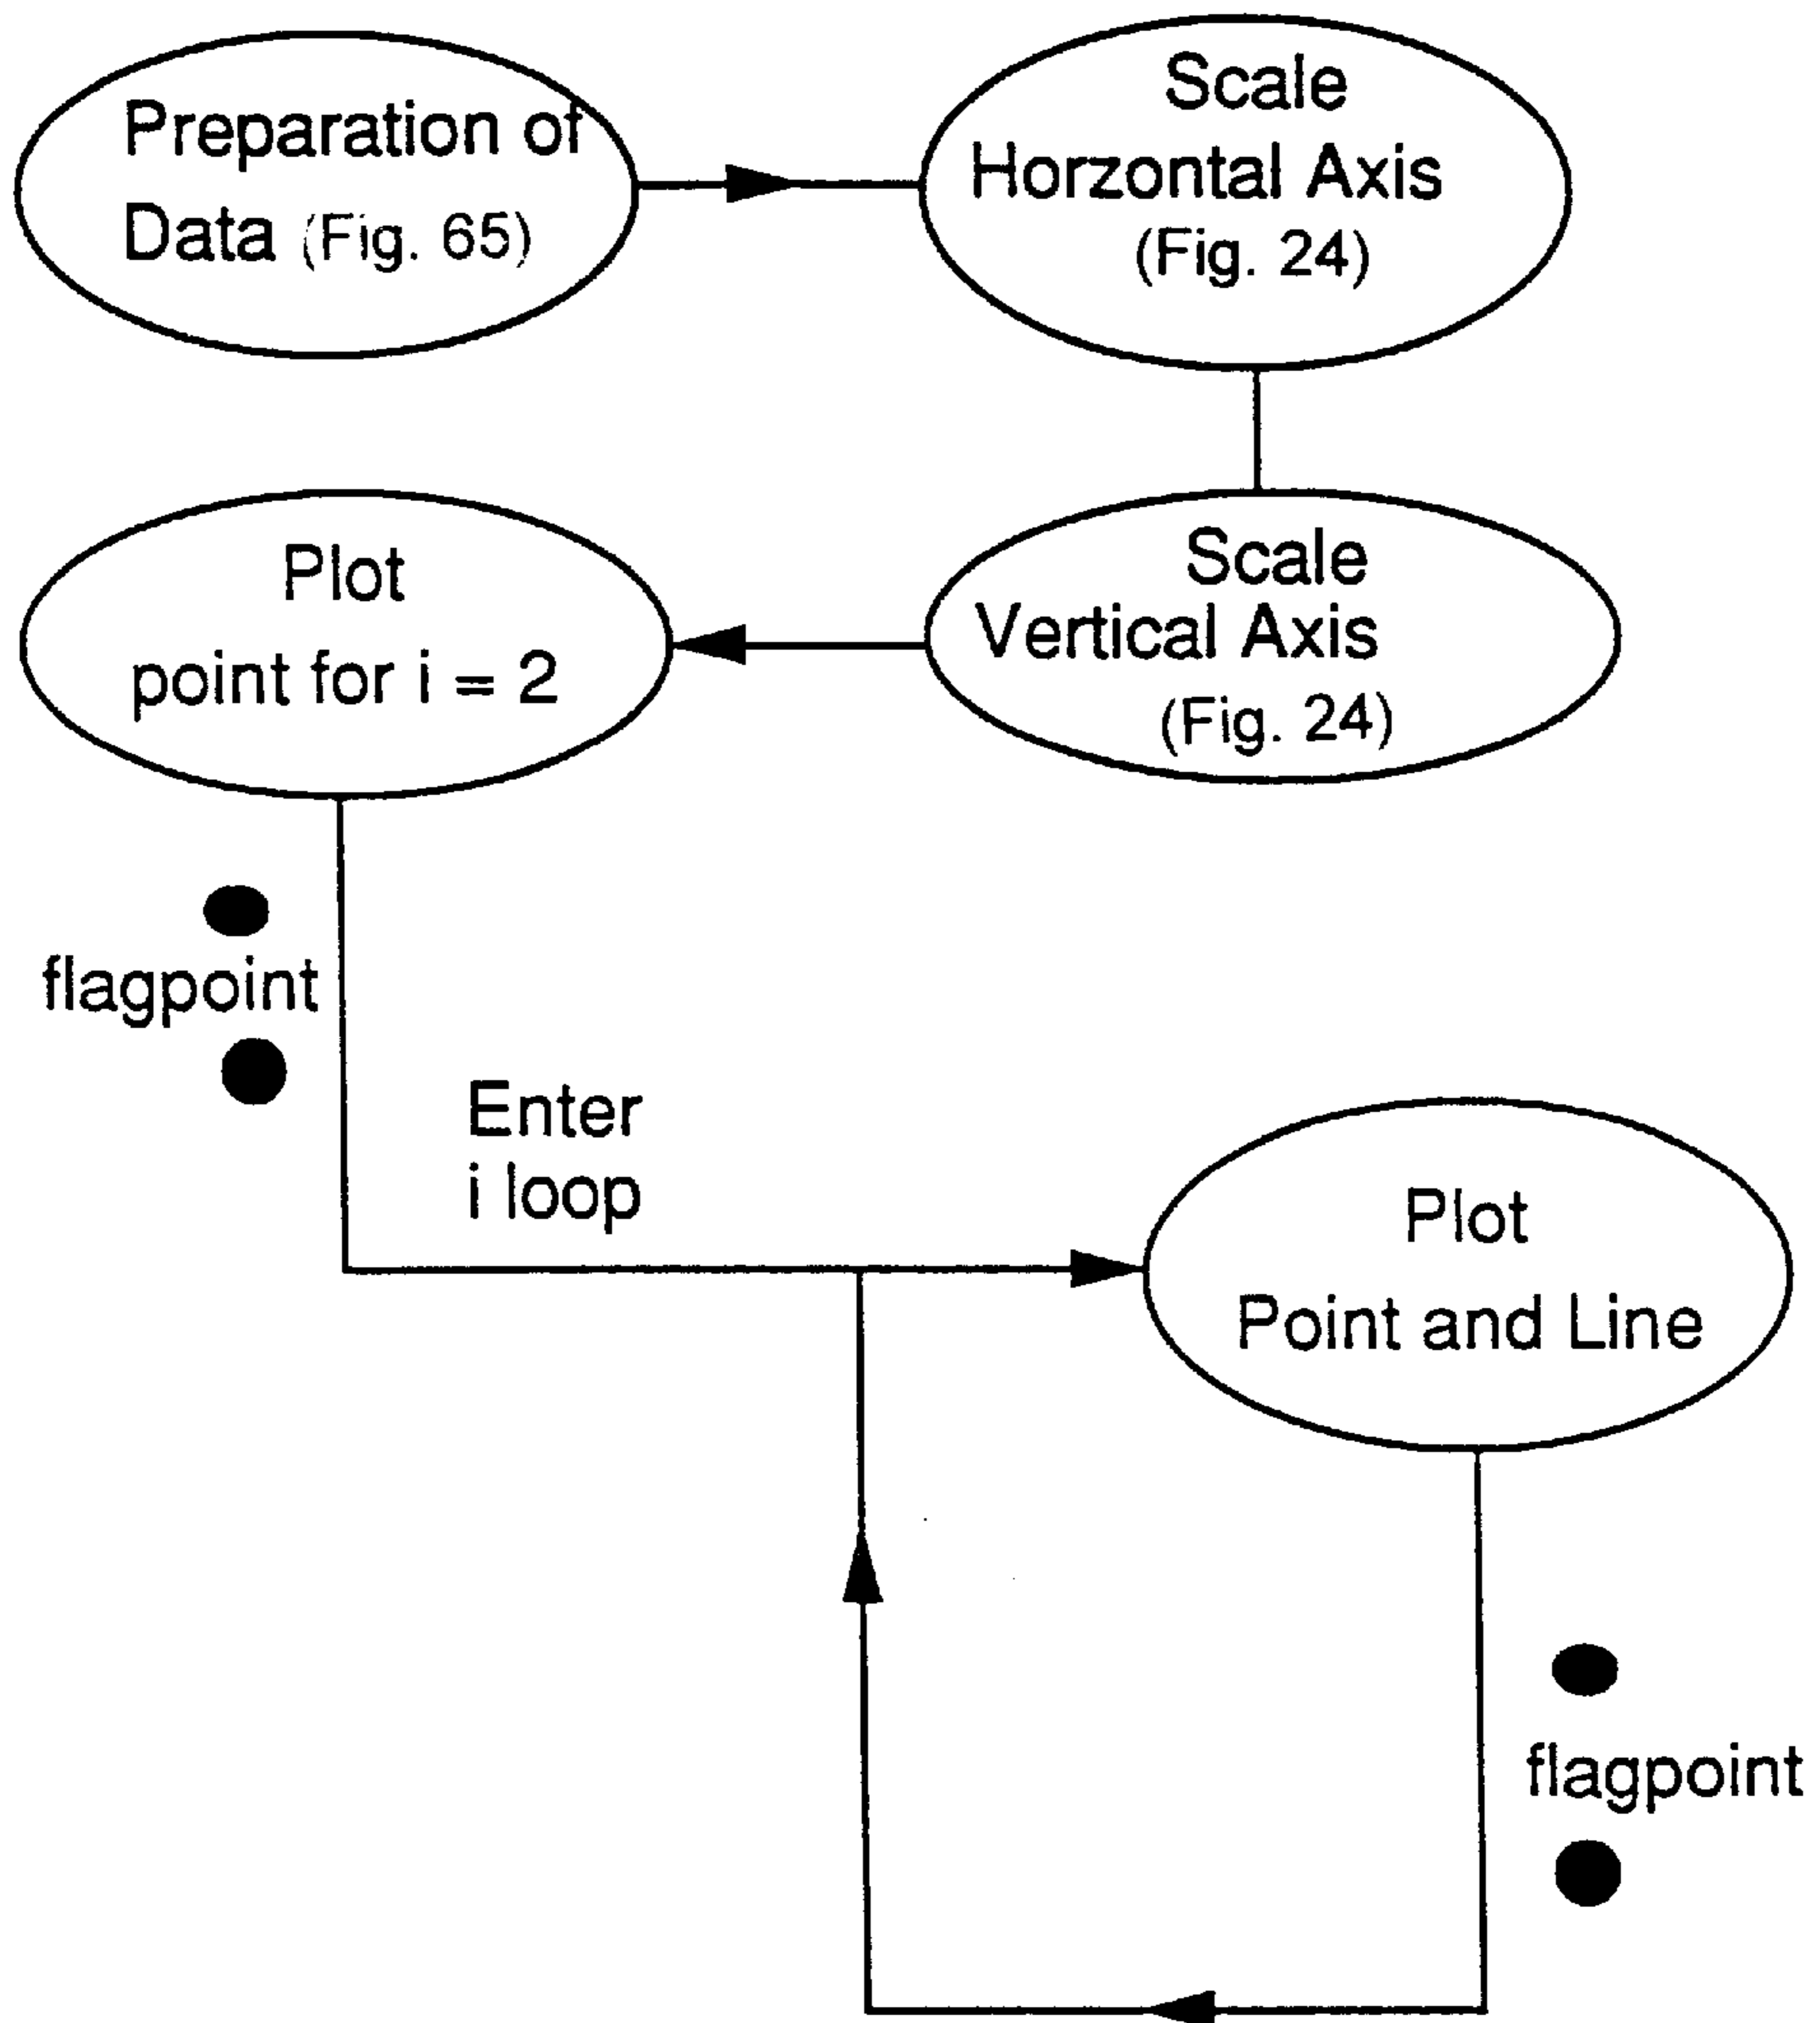 Preparation of
Data (Fig. 65)
Scale
Horzontal Axis
(Fig. 24)
Plot
point for i = 2
Scale
Vertical Axis
(Fig. 24)
flagpoint
Enter
i loop
Plot
Point and Line
flagpoint